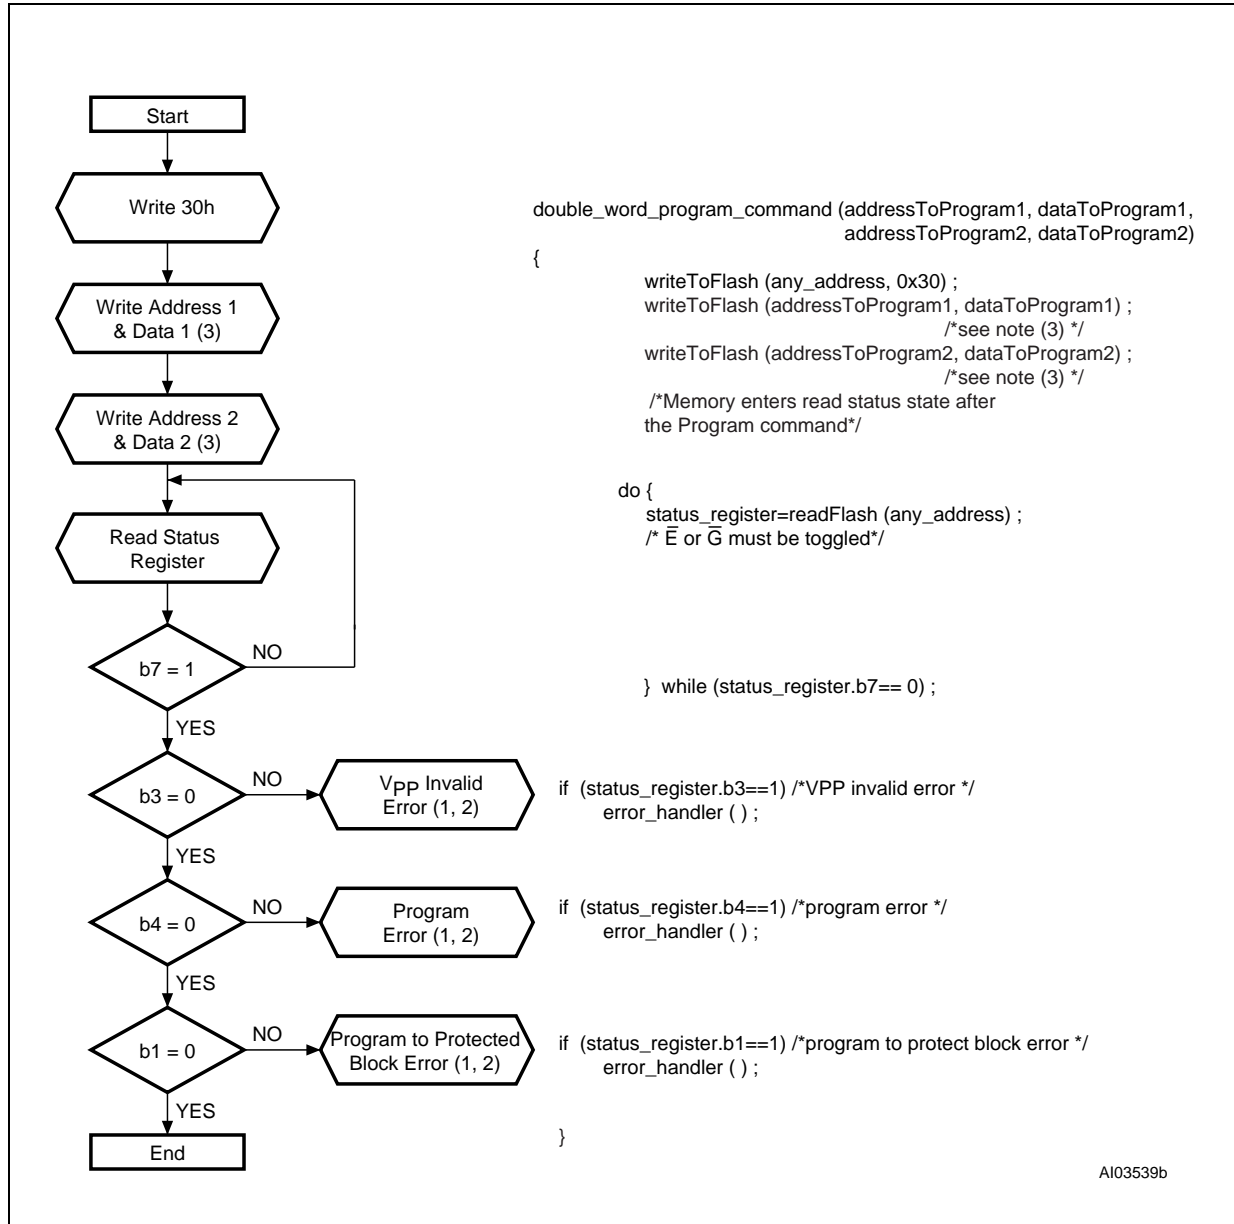 Start
Write 30h
Write Address 1
& Data 1 (3)
Write Address 2
& Data 2 (3)
Read Status
Register
b7 = 1
NO
YES
b3 = 0
NO
VPP Invalid
Error (1, 2)
YES
b4 = 0
NO
Program
Error (1, 2)
YES
b1 = 0
NO
Program to Protected
Block Error (1, 2)
YES
End
double_word_program_command (addressToProgram1, dataToProgram1,
addressToProgram2, dataToProgram2)
{
writeToFlash (any_address, 0x30) ;
writeToFlash (addressToProgram1, dataToProgram1) ;
/*see note (3) */
writeToFlash (addressToProgram2, dataToProgram2) ;
/*see note (3) */
/*Memory enters read status state after
the Program command*/
do {
status_register=readFlash (any_address) ;
/* E̅ or G̅ must be toggled*/
} while (status_register.b7== 0) ;
if (status_register.b3==1) /*VPP invalid error */
error_handler ( ) ;
if (status_register.b4==1) /*program error */
error_handler ( ) ;
if (status_register.b1==1) /*program to protect block error */
error_handler ( ) ;
}
AI03539b